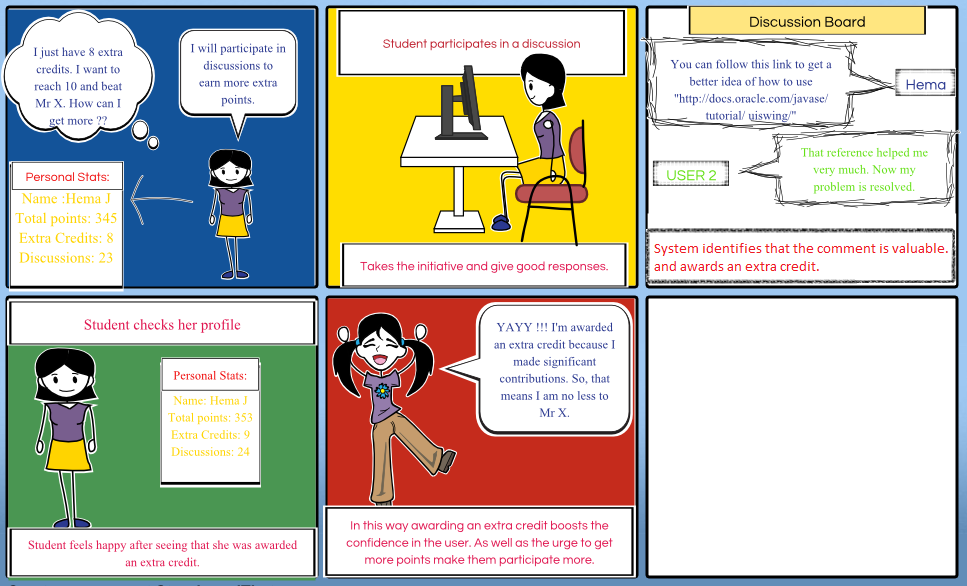 I just have 8 extra
credits. I want to
reach 10 and beat
Mr X. How can I
get more ??
I will participate in
discussions to
earn more extra
points.
Personal Stats:
Name :Hema J
Total points: 345
Extra Credits: 8
Discussions: 23
Student participates in a discussion
Takes the initiative and give good responses.
Discussion Board
You can follow this link to get a
better idea of how to use
"http://docs.oracle.com/javase/
tutorial/ uiswing/"
Hema
That reference helped me
very much. Now my
problem is resolved.
USER 2
System identifies that the comment is valuable.
and awards an extra credit.
Student checks her profile
Personal Stats:
Name: Hema J
Total points: 353
Extra Credits: 9
Discussions: 24
Student feels happy after seeing that she was awarded
an extra credit.
YAYY !!! I'm awarded
an extra credit because I
made significant
contributions. So, that
means I am no less to
Mr X.
In this way awarding an extra credit boosts the
confidence in the user. As well as the urge to get
more points make them participate more.